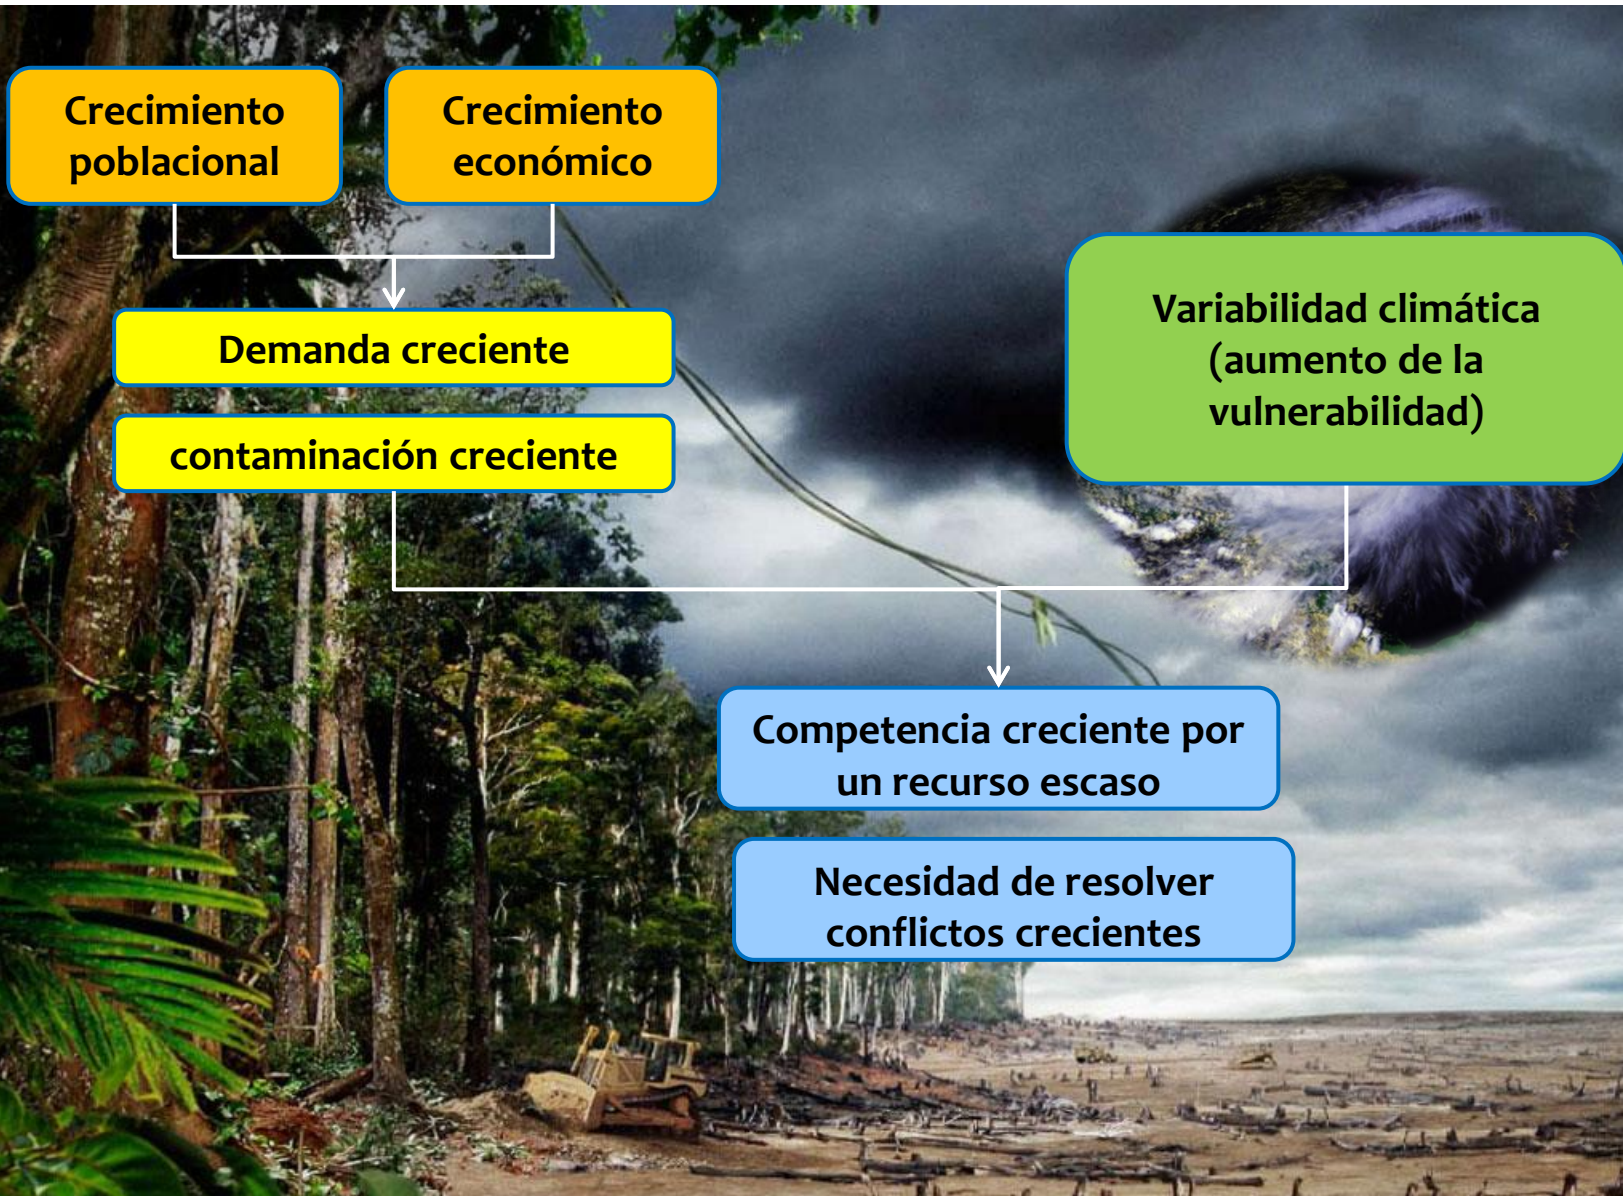 Crecimiento
poblacional
Crecimiento
económico
Demanda creciente
contaminación creciente
Variabilidad climática
(aumento de la
vulnerabilidad)
Competencia creciente por
un recurso escaso
Necesidad de resolver
conflictos crecientes